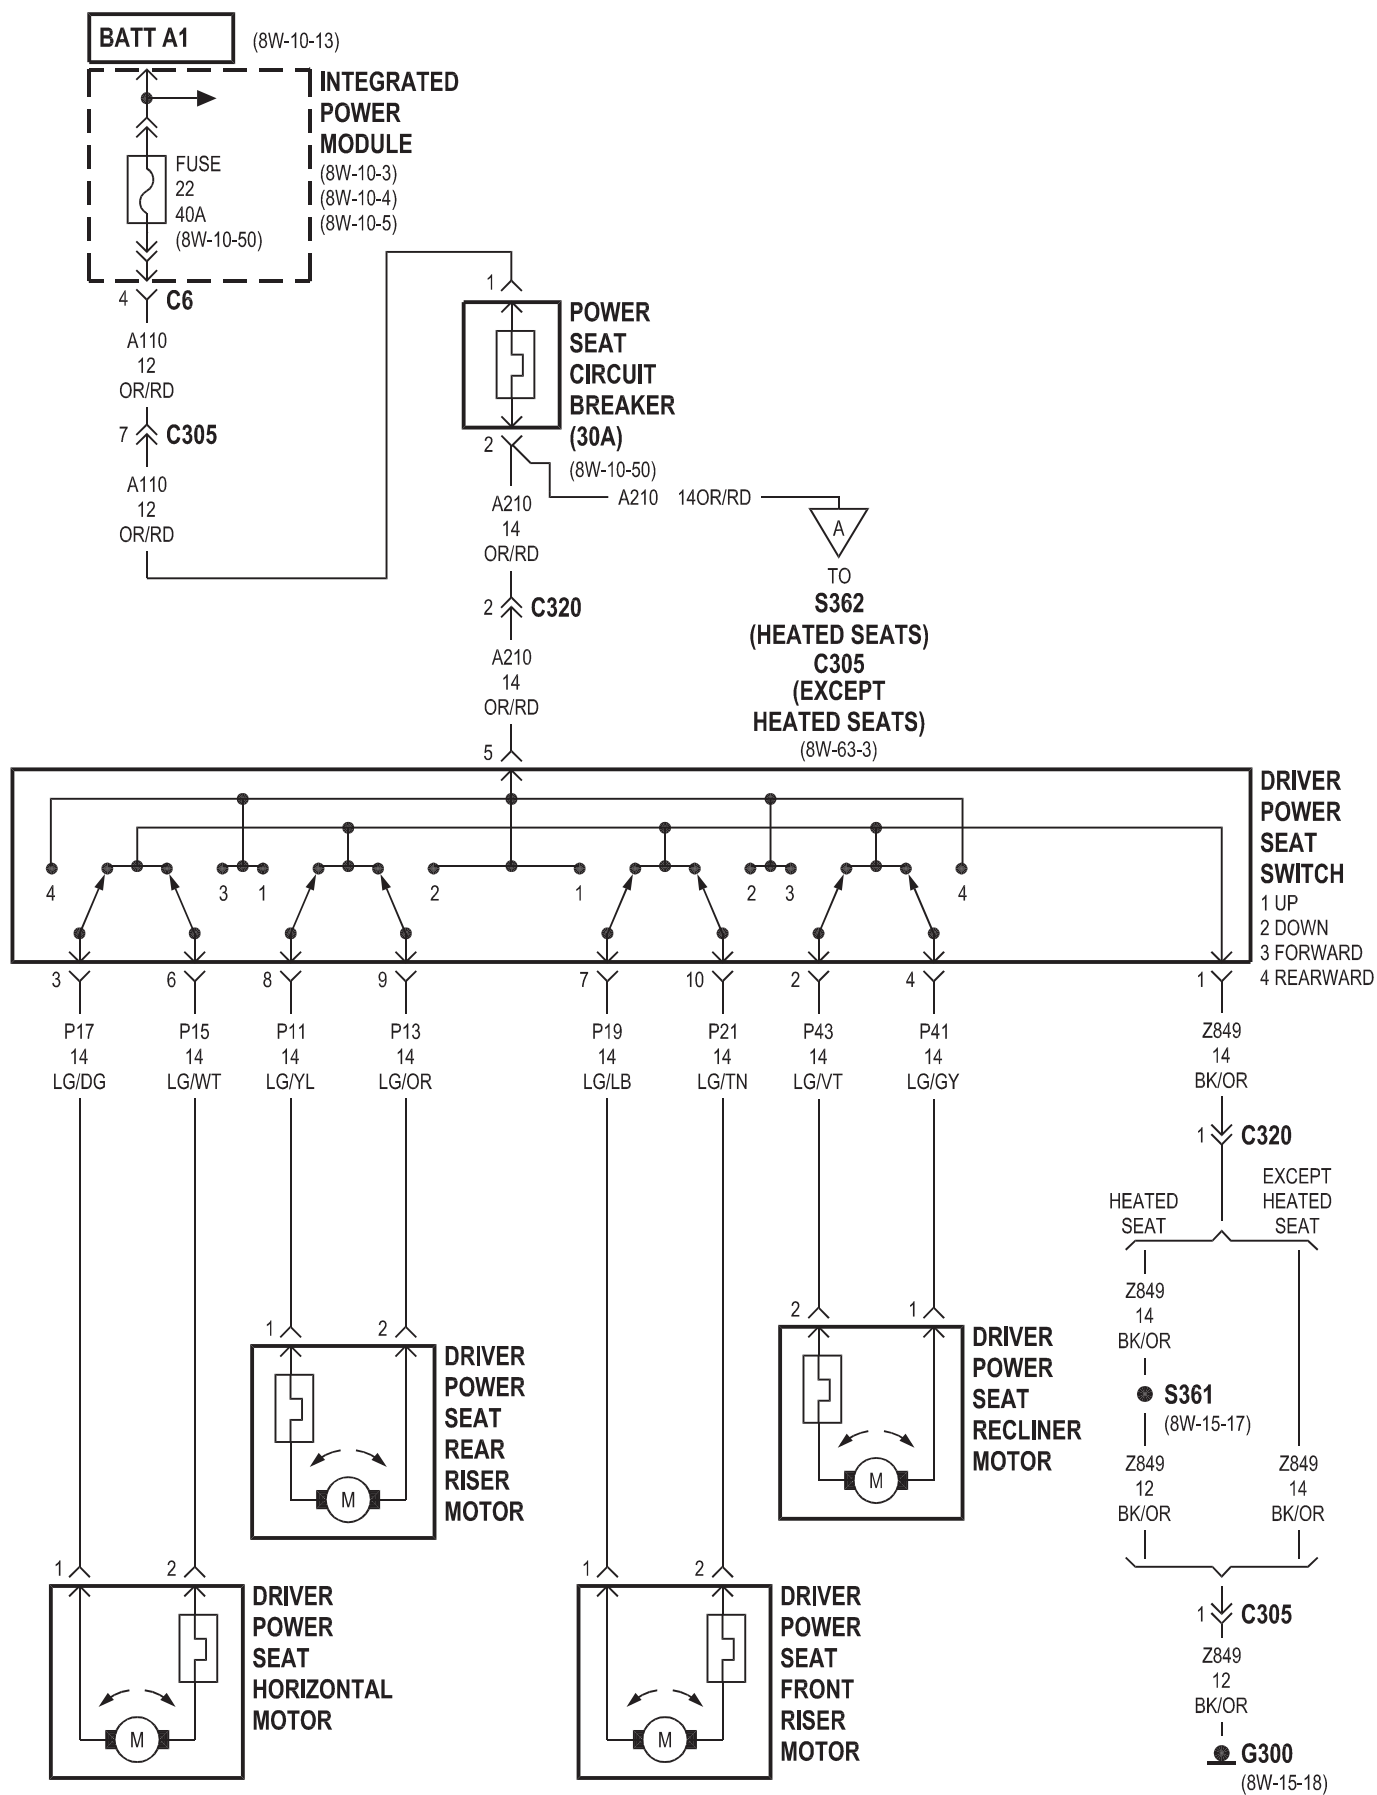 BATT A1
(8W-10-13)
INTEGRATED
POWER
MODULE
(8W-10-3)
(8W-10-4)
(8W-10-5)
FUSE
22
40A
(8W-10-50)
4
C6
A110
12
OR/RD
7
C305
A110
12
OR/RD
1
POWER
SEAT
CIRCUIT
BREAKER
(30A)
(8W-10-50)
2
A210 14OR/RD
A
TO
S362
(HEATED SEATS)
C305
(EXCEPT
HEATED SEATS)
(8W-63-3)
A210
14
OR/RD
2
C320
A210
14
OR/RD
5
DRIVER
POWER
SEAT
SWITCH
1 UP
2 DOWN
3 FORWARD
4 REARWARD
4 3 1 2 1 2 3 4
3 6 8 9 7 10 2 4 1
P17 P15 P11 P13 P19 P21 P43 P41 Z849
14 14 14 14 14 14 14 14 14
LG/DG LG/WT LG/YL LG/OR LG/LB LG/TN LG/VT LG/GY BK/OR
1
C320
HEATED
SEAT
EXCEPT
HEATED
SEAT
Z849
14
BK/OR
S361
(8W-15-17)
Z849
12
BK/OR
Z849
14
BK/OR
1
C305
Z849
12
BK/OR
G300
(8W-15-18)
2 1
M
DRIVER
POWER
SEAT
RECLINER
MOTOR
1 2
M
DRIVER
POWER
SEAT
REAR
RISER
MOTOR
1 2
M
DRIVER
POWER
SEAT
HORIZONTAL
MOTOR
1 2
M
DRIVER
POWER
SEAT
FRONT
RISER
MOTOR